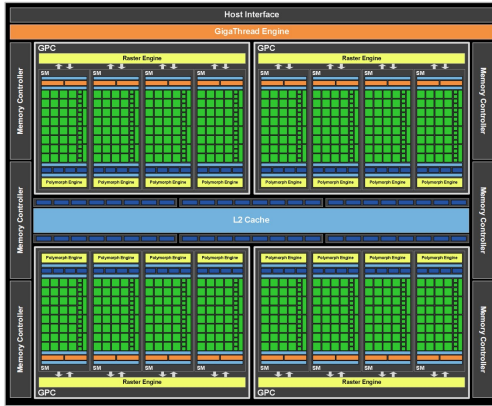 Host Interface
GigaThread Engine
Memory Controller
Memory Controller
Memory Controller
Memory Controller
Memory Controller
Memory Controller
GPC
Raster Engine
SM
SM
SM
SM
Polymorph Engine
Polymorph Engine
Polymorph Engine
Polymorph Engine
GPC
Raster Engine
SM
SM
SM
SM
Polymorph Engine
Polymorph Engine
Polymorph Engine
Polymorph Engine
L2 Cache
Polymorph Engine
Polymorph Engine
Polymorph Engine
Polymorph Engine
SM
SM
SM
SM
Raster Engine
GPC
Polymorph Engine
Polymorph Engine
Polymorph Engine
Polymorph Engine
SM
SM
SM
SM
Raster Engine
GPC